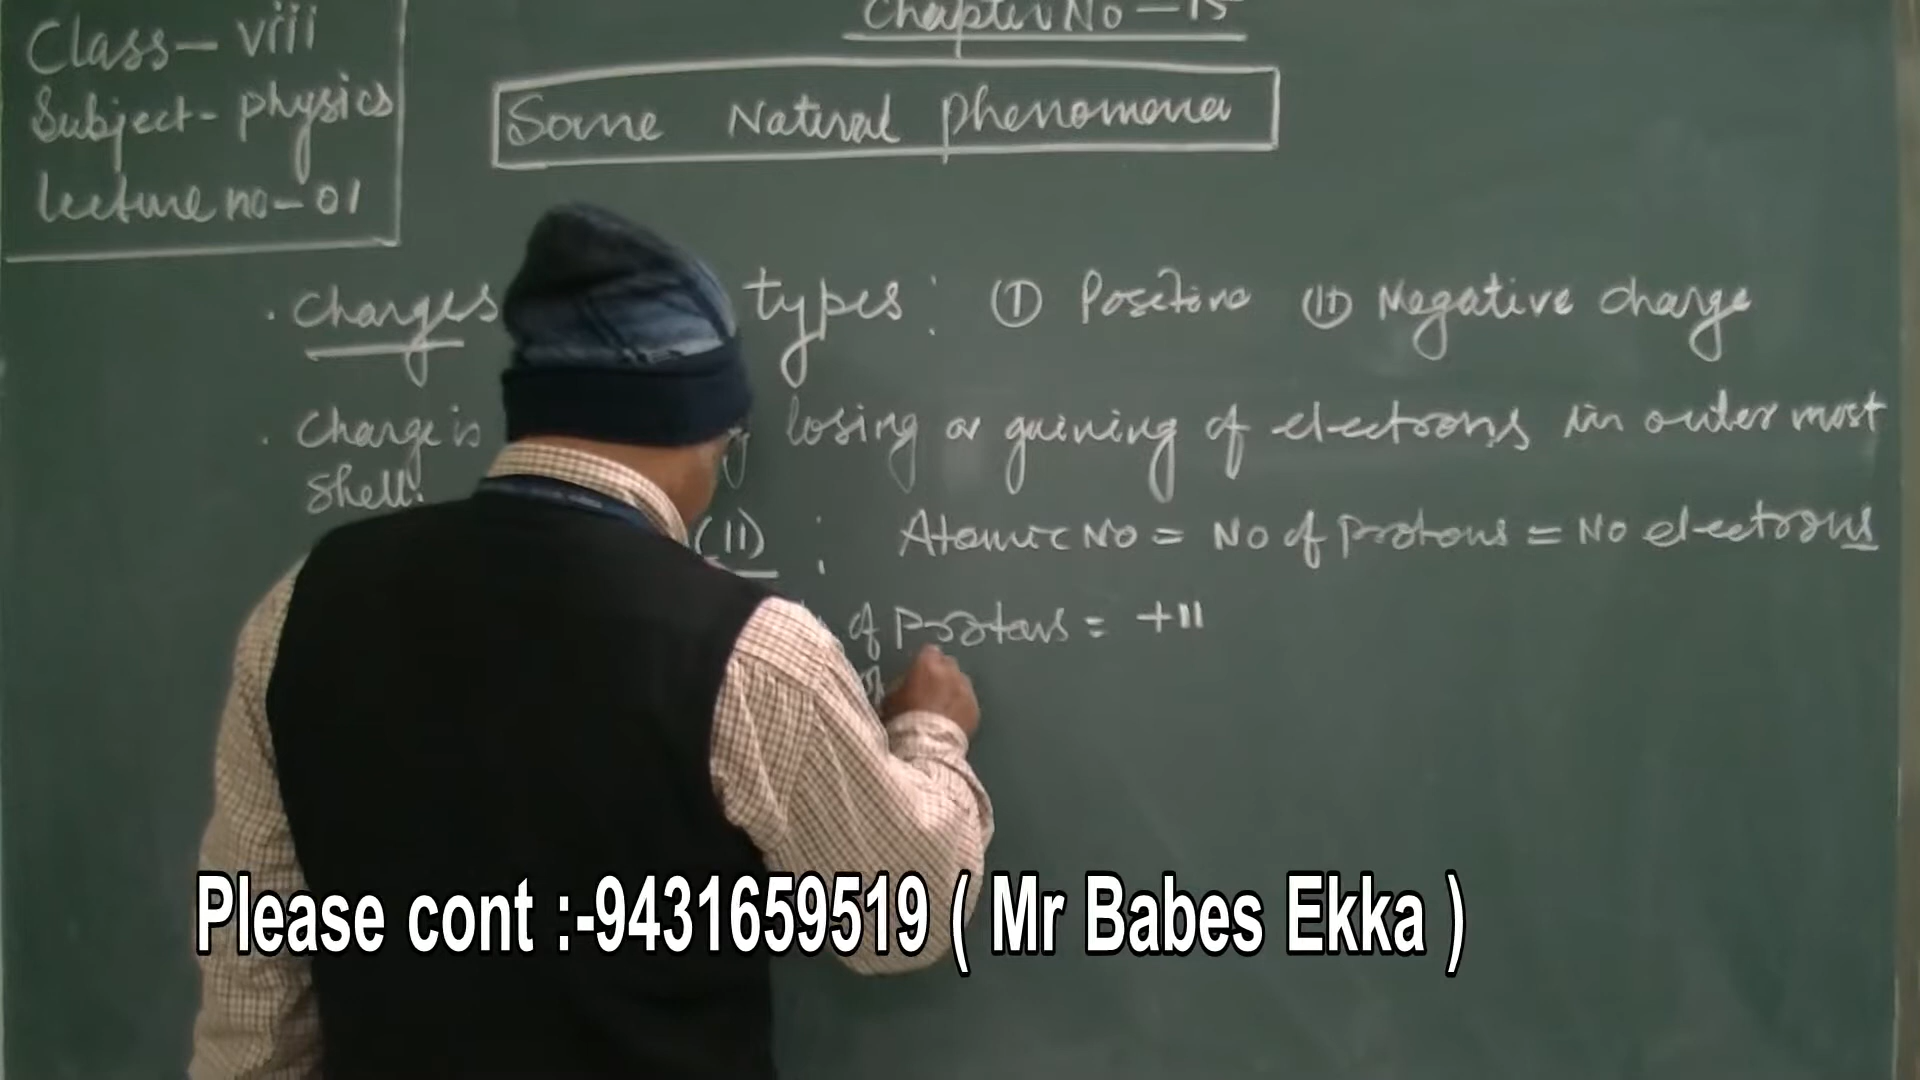 Class - viii
Subject - physics
Lecture no - 01
Chapter No - 15
Some Natural Phenomena
. Charges types : (I) Positive (II) Negative charge
. Charge is losing or gaining of electrons in outer most
shell.
(11) ; Atomic No = No of protons = No electrons
of protons = +11
of
Please cont :-9431659519 ( Mr Babes Ekka )